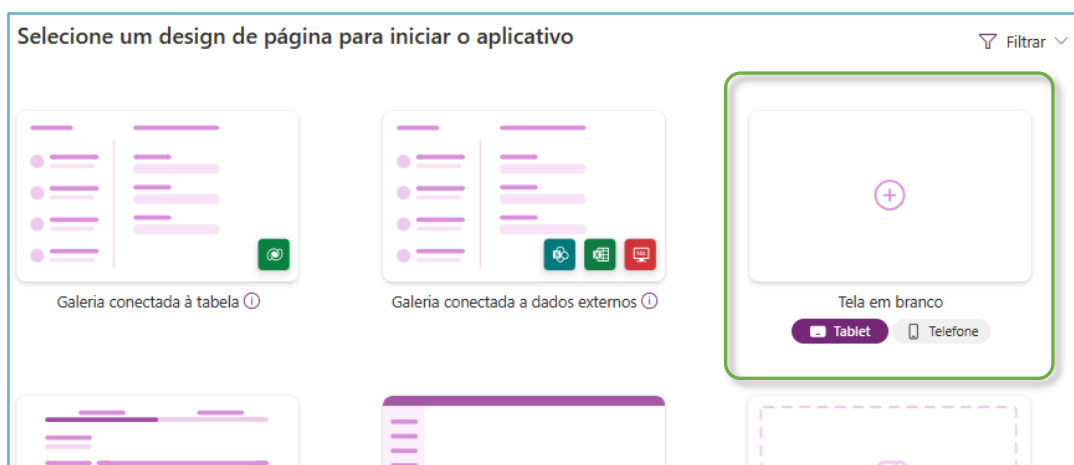 Selecione um design de página para iniciar o aplicativo
Filtrar
Galeria conectada à tabela
Galeria conectada a dados externos
Tela em branco
Tablet
Telefone